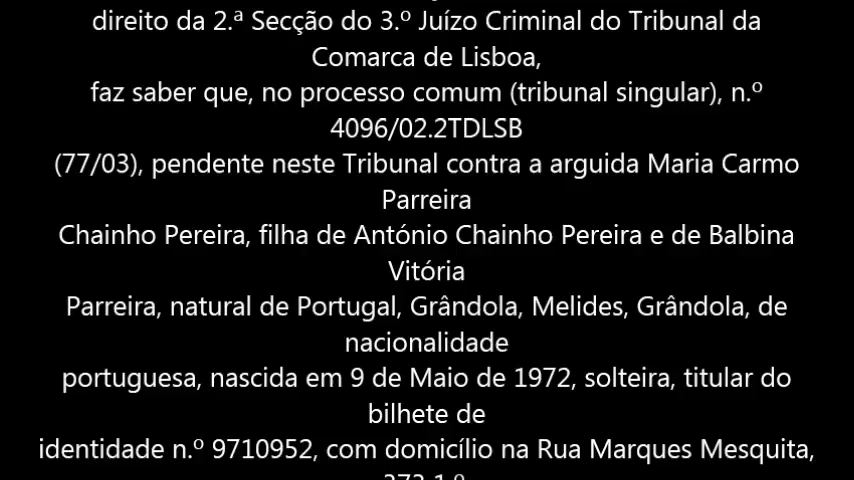 direito da 2.ª Secção do 3.º Juízo Criminal do Tribunal da
Comarca de Lisboa,
faz saber que, no processo comum (tribunal singular), n.º
4096/02.2TDLSB
(77/03), pendente neste Tribunal contra a arguida Maria Carmo
Parreira
Chainho Pereira, filha de António Chainho Pereira e de Balbina
Vitória
Parreira, natural de Portugal, Grândola, Melides, Grândola, de
nacionalidade
portuguesa, nascida em 9 de Maio de 1972, solteira, titular do
bilhete de
identidade n.º 9710952, com domicílio na Rua Marques Mesquita,